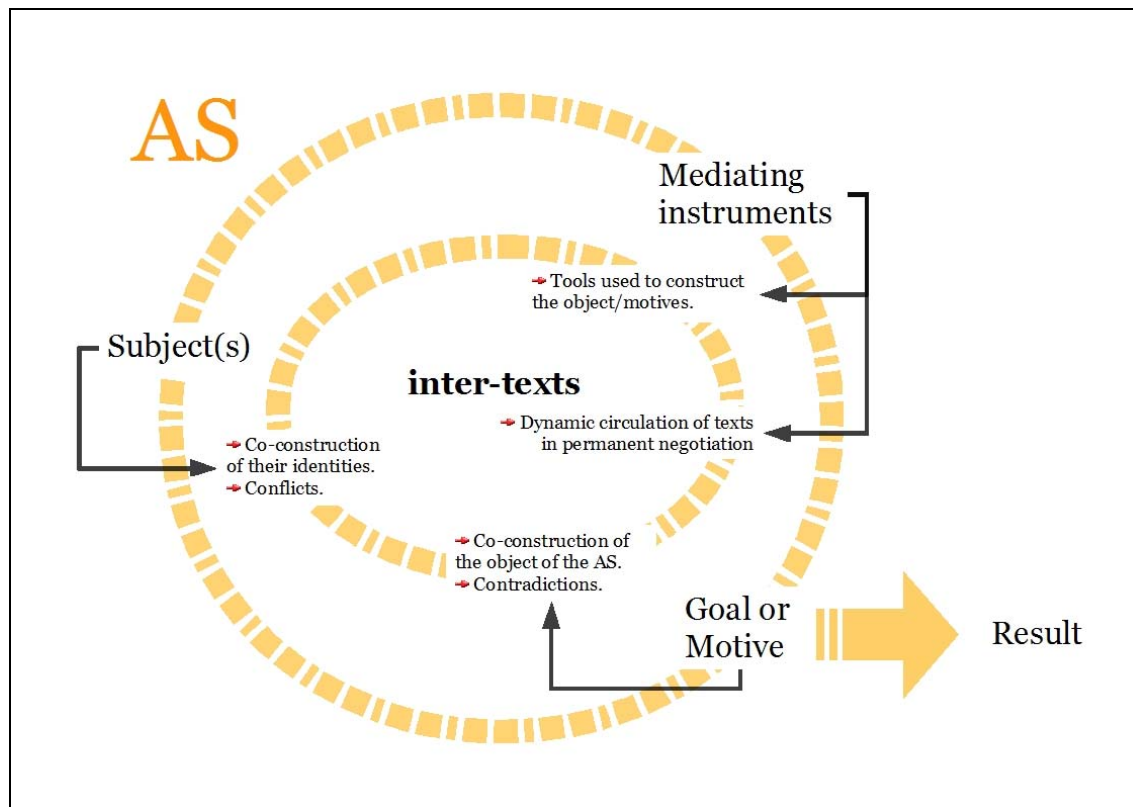 AS
Mediating
instruments
Tools used to construct
the object/motives.
Subject(s)
inter-texts
Dynamic circulation of texts
in permanent negotiation
Co-construction
of their identities.
Conflicts.
Co-construction of
the object of the AS.
Contradictions.
Goal or
Motive
Result